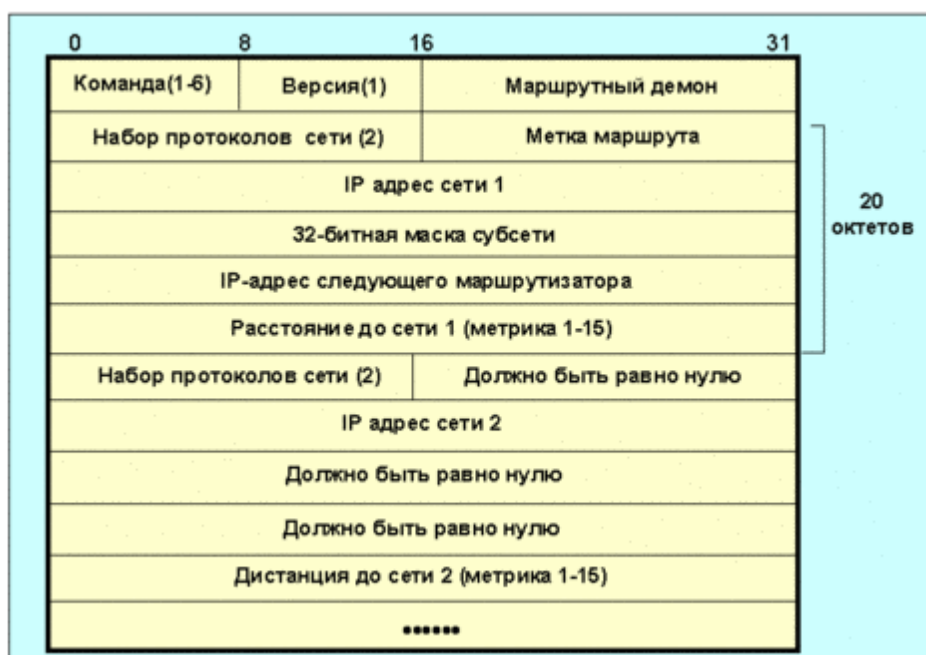 0 8 16 31
Команда(1-6) Версия(1) Маршрутный демон
Набор протоколов сети (2) Метка маршрута
IP адрес сети 1
20
октетов
32-битная маска субсети
IP-адрес следующего маршрутизатора
Расстояние до сети 1 (метрика 1-15)
Набор протоколов сети (2) Должно быть равно нулю
IP адрес сети 2
Должно быть равно нулю
Должно быть равно нулю
Дистанция до сети 2 (метрика 1-15)
••••••